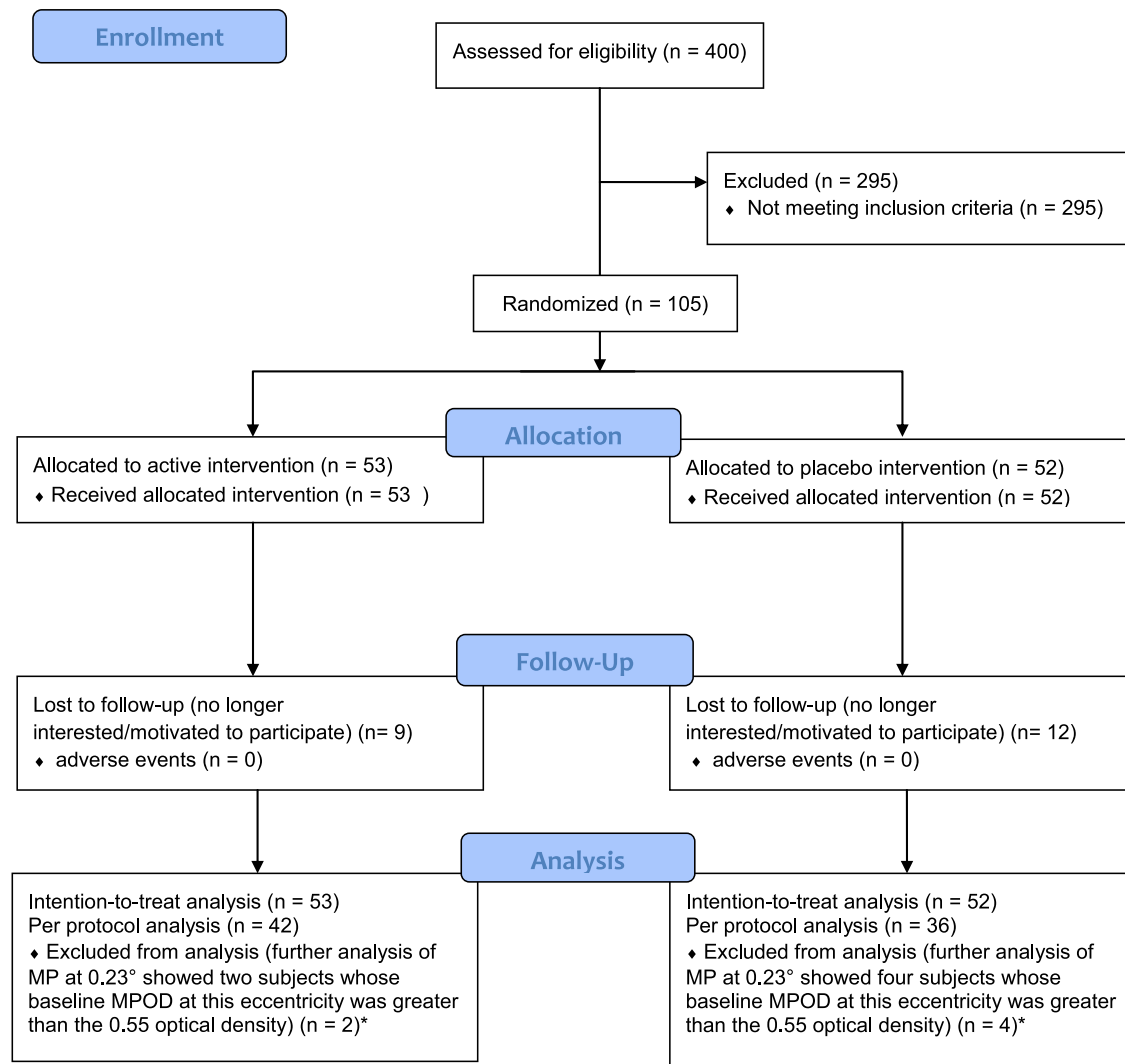 Enrollment
Assessed for eligibility (n = 400)
Excluded (n = 295)
♦ Not meeting inclusion criteria (n = 295)
Randomized (n = 105)
Allocation
Allocated to active intervention (n = 53)
♦ Received allocated intervention (n = 53 )
Allocated to placebo intervention (n = 52)
♦ Received allocated intervention (n = 52)
Follow-Up
Lost to follow-up (no longer
interested/motivated to participate) (n= 9)
♦ adverse events (n = 0)
Lost to follow-up (no longer
interested/motivated to participate) (n= 12)
♦ adverse events (n = 0)
Analysis
Intention-to-treat analysis (n = 53)
Per protocol analysis (n = 42)
♦ Excluded from analysis (further analysis of
MP at 0.23° showed two subjects whose
baseline MPOD at this eccentricity was greater
than the 0.55 optical density) (n = 2)*
Intention-to-treat analysis (n = 52)
Per protocol analysis (n = 36)
♦ Excluded from analysis (further analysis of
MP at 0.23° showed four subjects whose
baseline MPOD at this eccentricity was greater
than the 0.55 optical density) (n = 4)*